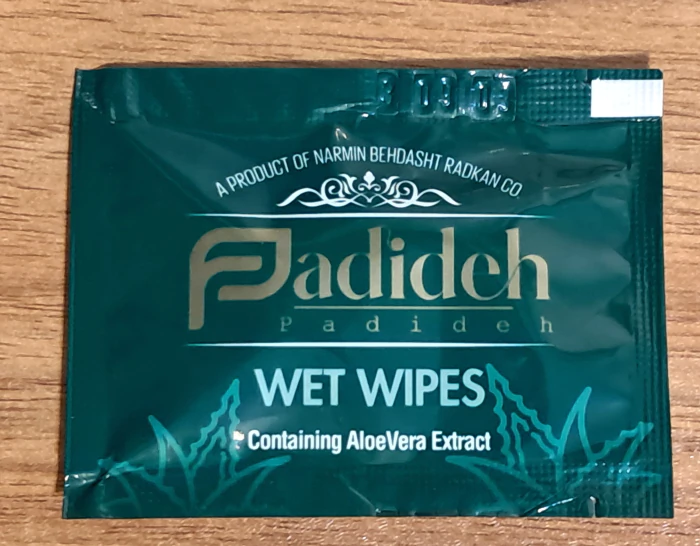 A PRODUCT OF NARMIN BEHDASHT RADKAN CO.
Padideh
Padideh
WET WIPES
Containing AloeVera Extract